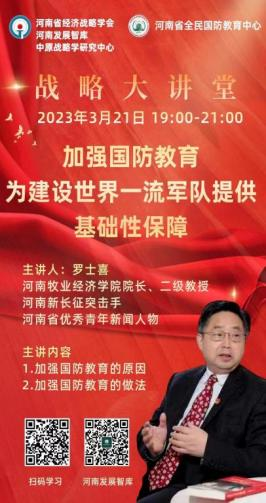 河南省经济战略学会
河南发展智库
中原战略学研究中心
河南省全民国防教育中心
战略大讲堂
2023年3月21日 19:00-21:00
加强国防教育
为建设世界一流军队提供
基础性保障
主讲人：罗士喜
河南牧业经济学院院长、二级教授
河南新长征突击手
河南省优秀青年新闻人物
主讲内容
1.加强国防教育的原因
2.加强国防教育的做法
扫码学习
河南发展智库